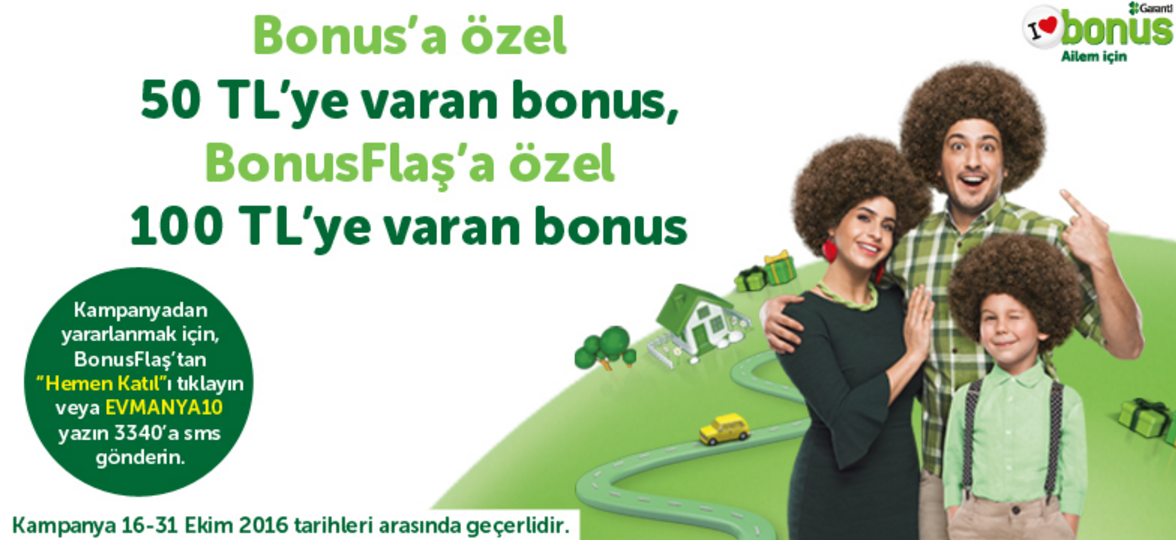 Bonus'a özel
50 TL'ye varan bonus,
BonusFlaş'a özel
100 TL'ye varan bonus
Garanti
I bonus
Ailem için
Kampanyadan
yararlanmak için,
BonusFlaş'tan
"Hemen Katıl"ı tıklayın
veya EVMANYA10
yazın 3340'a sms
gönderin.
Kampanya 16-31 Ekim 2016 tarihleri arasında geçerlidir.